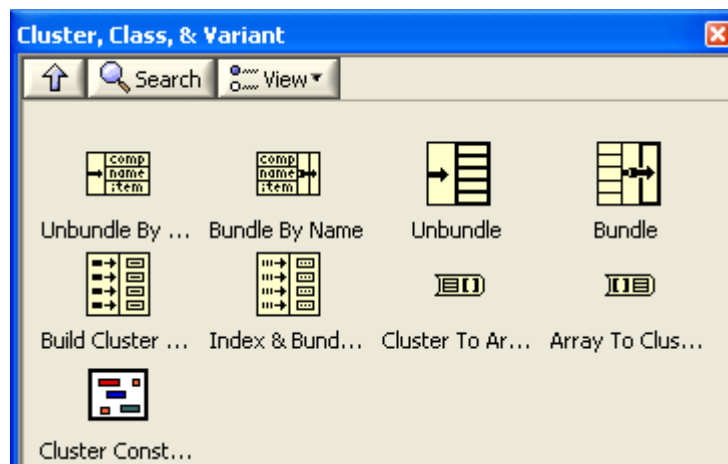 Cluster, Class, & Variant
Search View
comp name item
comp name item
Unbundle By ... Bundle By Name Unbundle Bundle
Build Cluster ... Index & Bund... Cluster To Ar... Array To Clus...
Cluster Const...